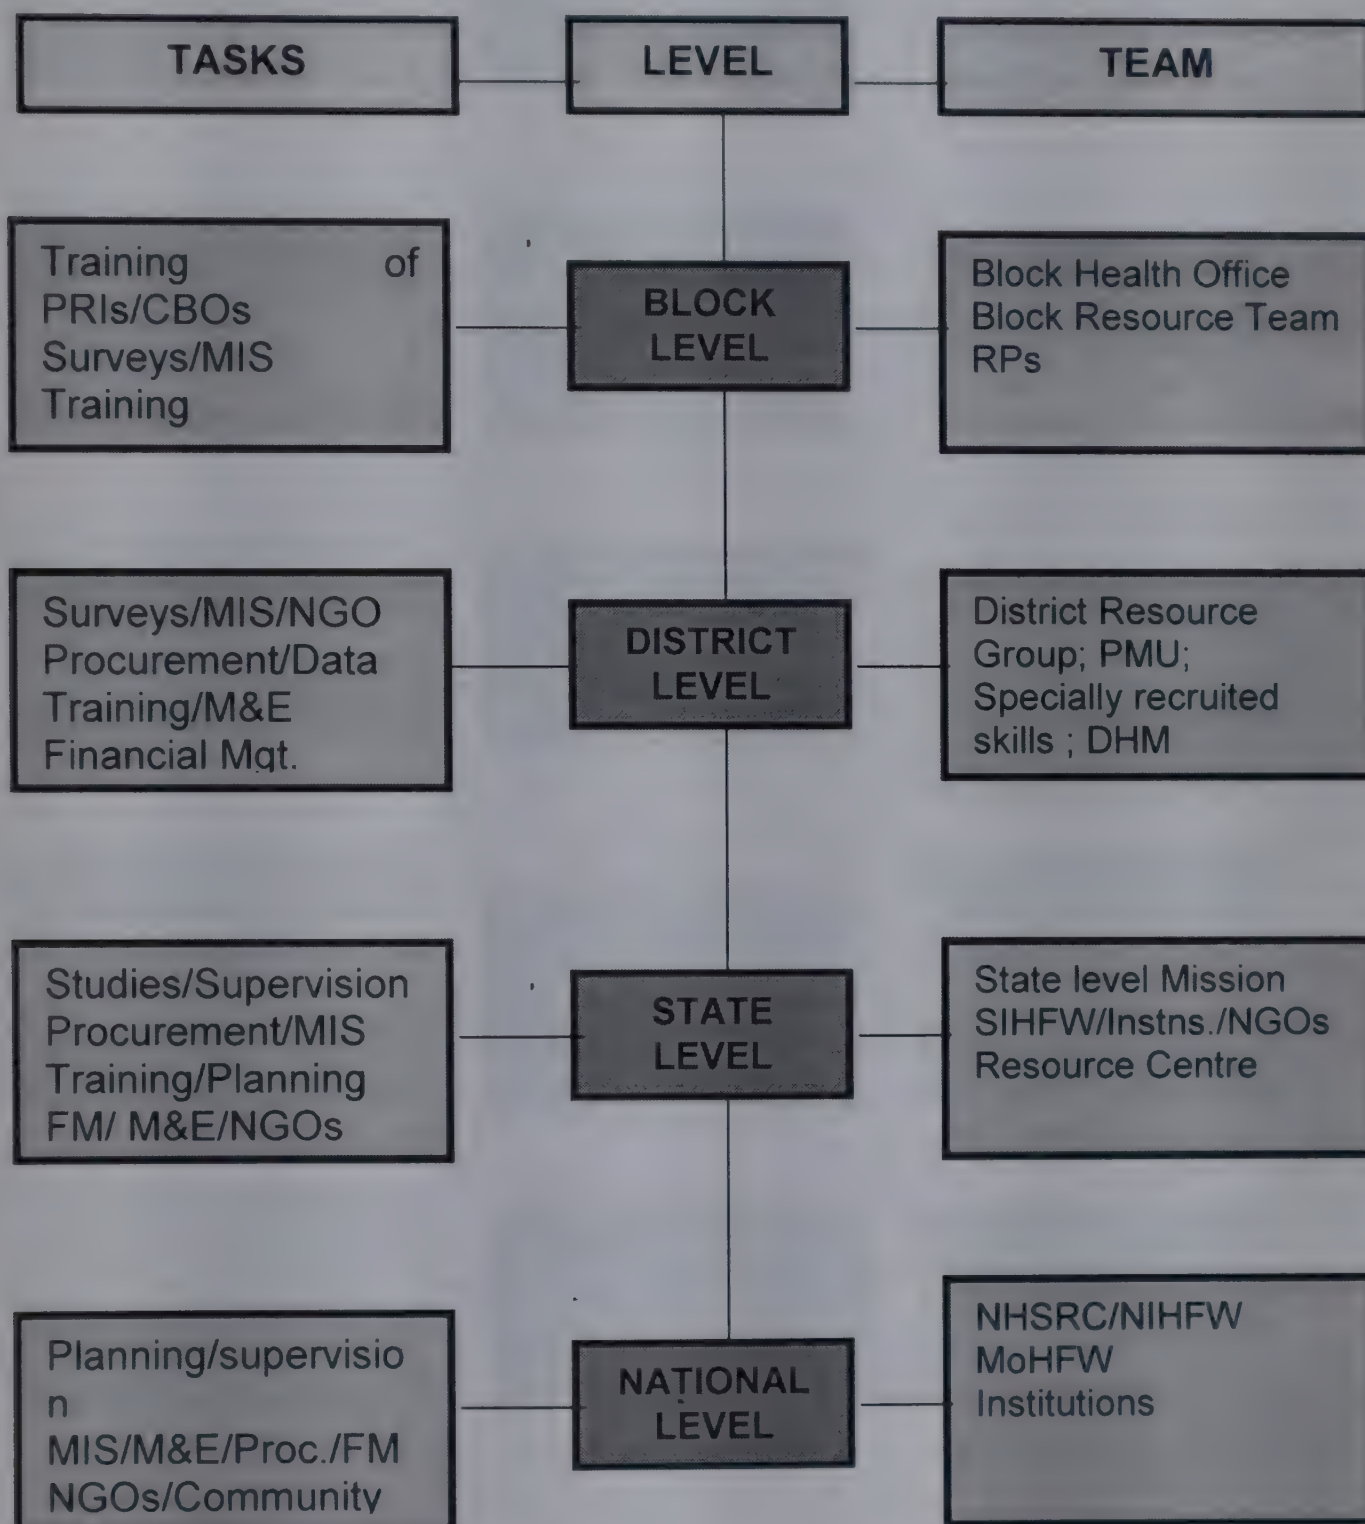 TASKS
LEVEL
TEAM
Training of
PRIs/CBOs
Surveys/MIS
Training
BLOCK
LEVEL
Block Health Office
Block Resource Team
RPs
Surveys/MIS/NGO
Procurement/Data
Training/M&E
Financial Mgt.
DISTRICT
LEVEL
District Resource
Group; PMU;
Specially recruited
skills ; DHM
Studies/Supervision
Procurement/MIS
Training/Planning
FM/ M&E/NGOs
STATE
LEVEL
State level Mission
SIHFW/Instns./NGOs
Resource Centre
Planning/supervisio
n
MIS/M&E/Proc./FM
NGOs/Community
NATIONAL
LEVEL
NHSRC/NIHFW
MoHFW
Institutions